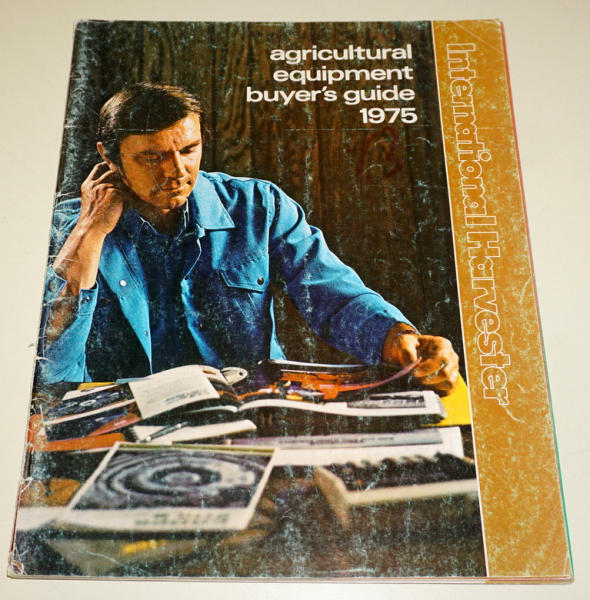 agricultural
equipment
buyer's guide
1975
International Harvester